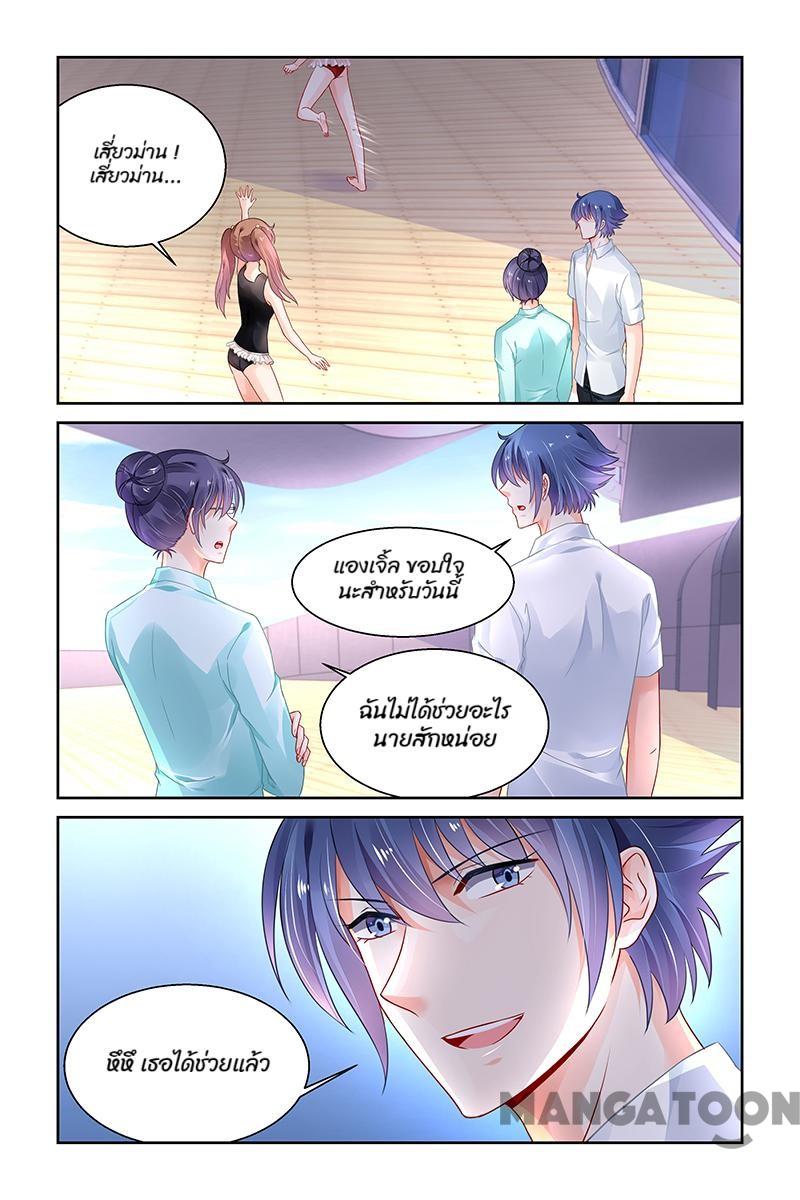 เสี่ยวม่าน !
เสี่ยวม่าน...
แองเจิ้ล ขอบใจ
นะสำหรับวันนี้
ฉันไม่ได้ช่วยอะไร
นายสักหน่อย
หึหึ เธอได้ช่วยแล้ว
MANGATOON